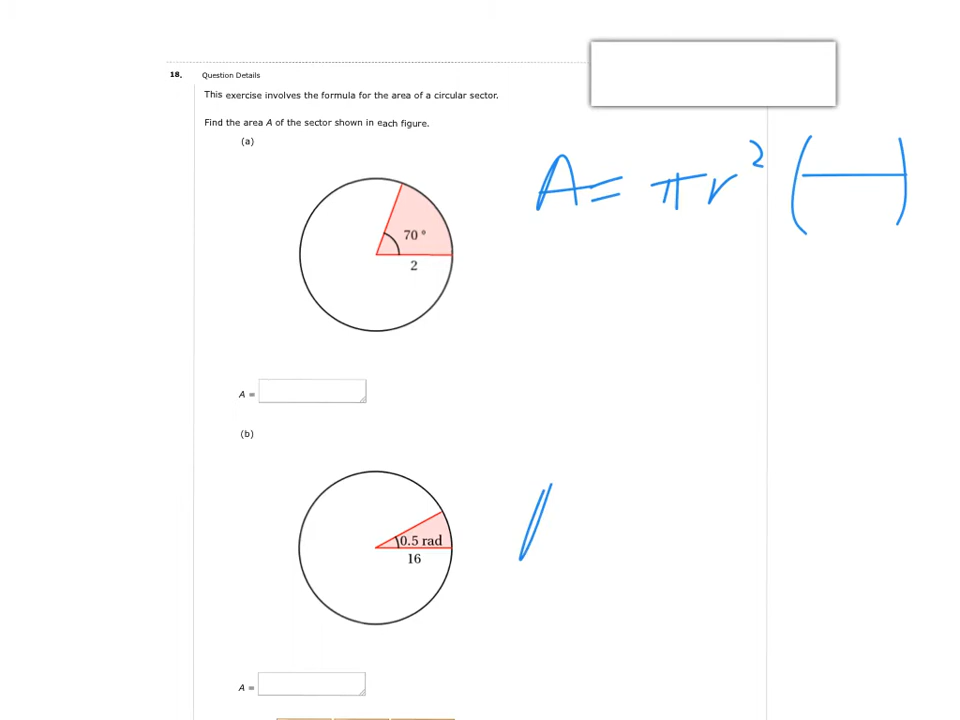 18. Question Details
This exercise involves the formula for the area of a circular sector.
Find the area A of the sector shown in each figure.
(a)
A = πr² (—)
70°
2
A =
(b)
0.5 rad
16
A =